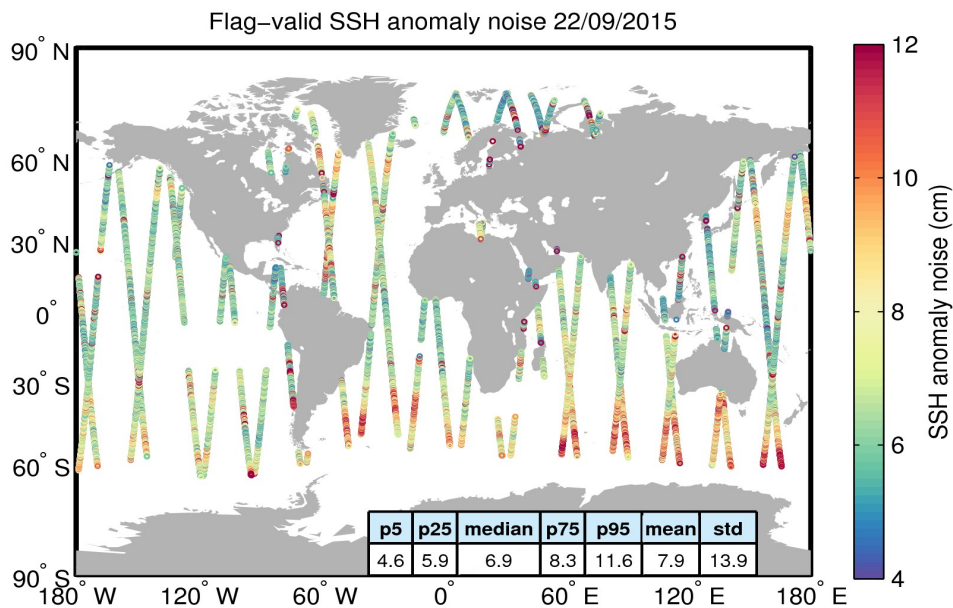 Flag−valid SSH anomaly noise 22/09/2015
90° N
60° N
30° N
0°
30° S
60° S
90° S
180° W
120° W
60° W
0°
60° E
120° E
180° E
p5 p25 median p75 p95 mean std
4.6 5.9 6.9 8.3 11.6 7.9 13.9
12
10
8
6
4
SSH anomaly noise (cm)